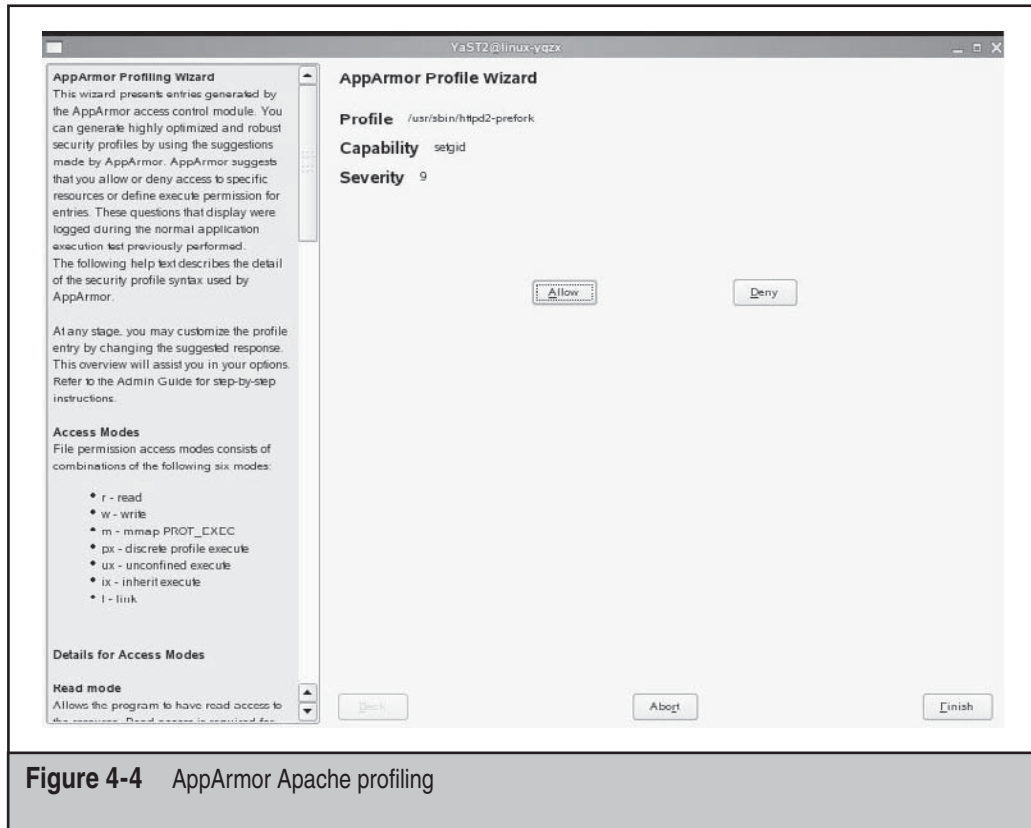 YaST2@linux-yqzx
AppArmor Profiling Wizard
This wizard presents entries generated by
the AppArmor access control module. You
can generate highly optimized and robust
security profiles by using the suggestions
made by AppArmor. AppArmor suggests
that you allow or deny access to specific
resources or define execute permission for
entries. These questions that display were
logged during the normal application
execution test previously performed.
The following help text describes the detail
of the security profile syntax used by
AppArmor.
At any stage, you may customize the profile
entry by changing the suggested response.
This overview will assist you in your options.
Refer to the Admin Guide for step-by-step
instructions.
Access Modes
File permission access modes consists of
combinations of the following six modes:
• r - read
• w - write
• m - mmap PROT_EXEC
• px - discrete profile execute
• ux - unconfined execute
• ix - inherit execute
• l - link
Details for Access Modes
Read mode
Allows the program to have read access to
the resource. Read access is required for
AppArmor Profile Wizard
Profile /usr/sbin/httpd2-prefork
Capability setgid
Severity 9
Allow
Deny
Back
Abort
Finish
Figure 4-4 AppArmor Apache profiling